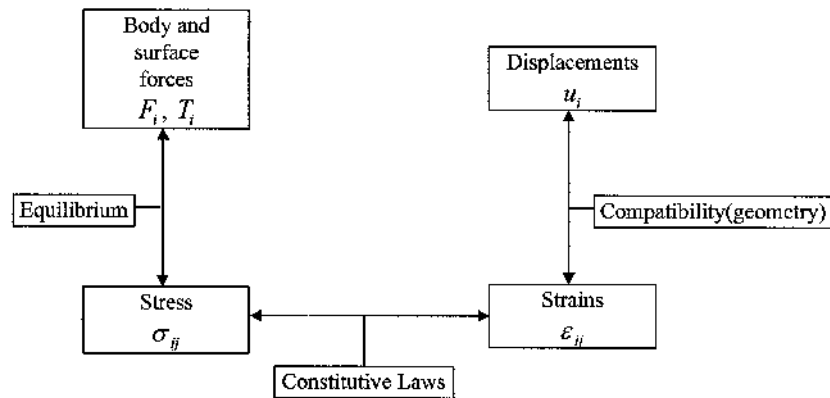 Body and
surface
forces
F_i, T_i
Displacements
u_i
Equilibrium
Compatibility(geometry)
Stress
σ_ij
Strains
ε_ij
Constitutive Laws